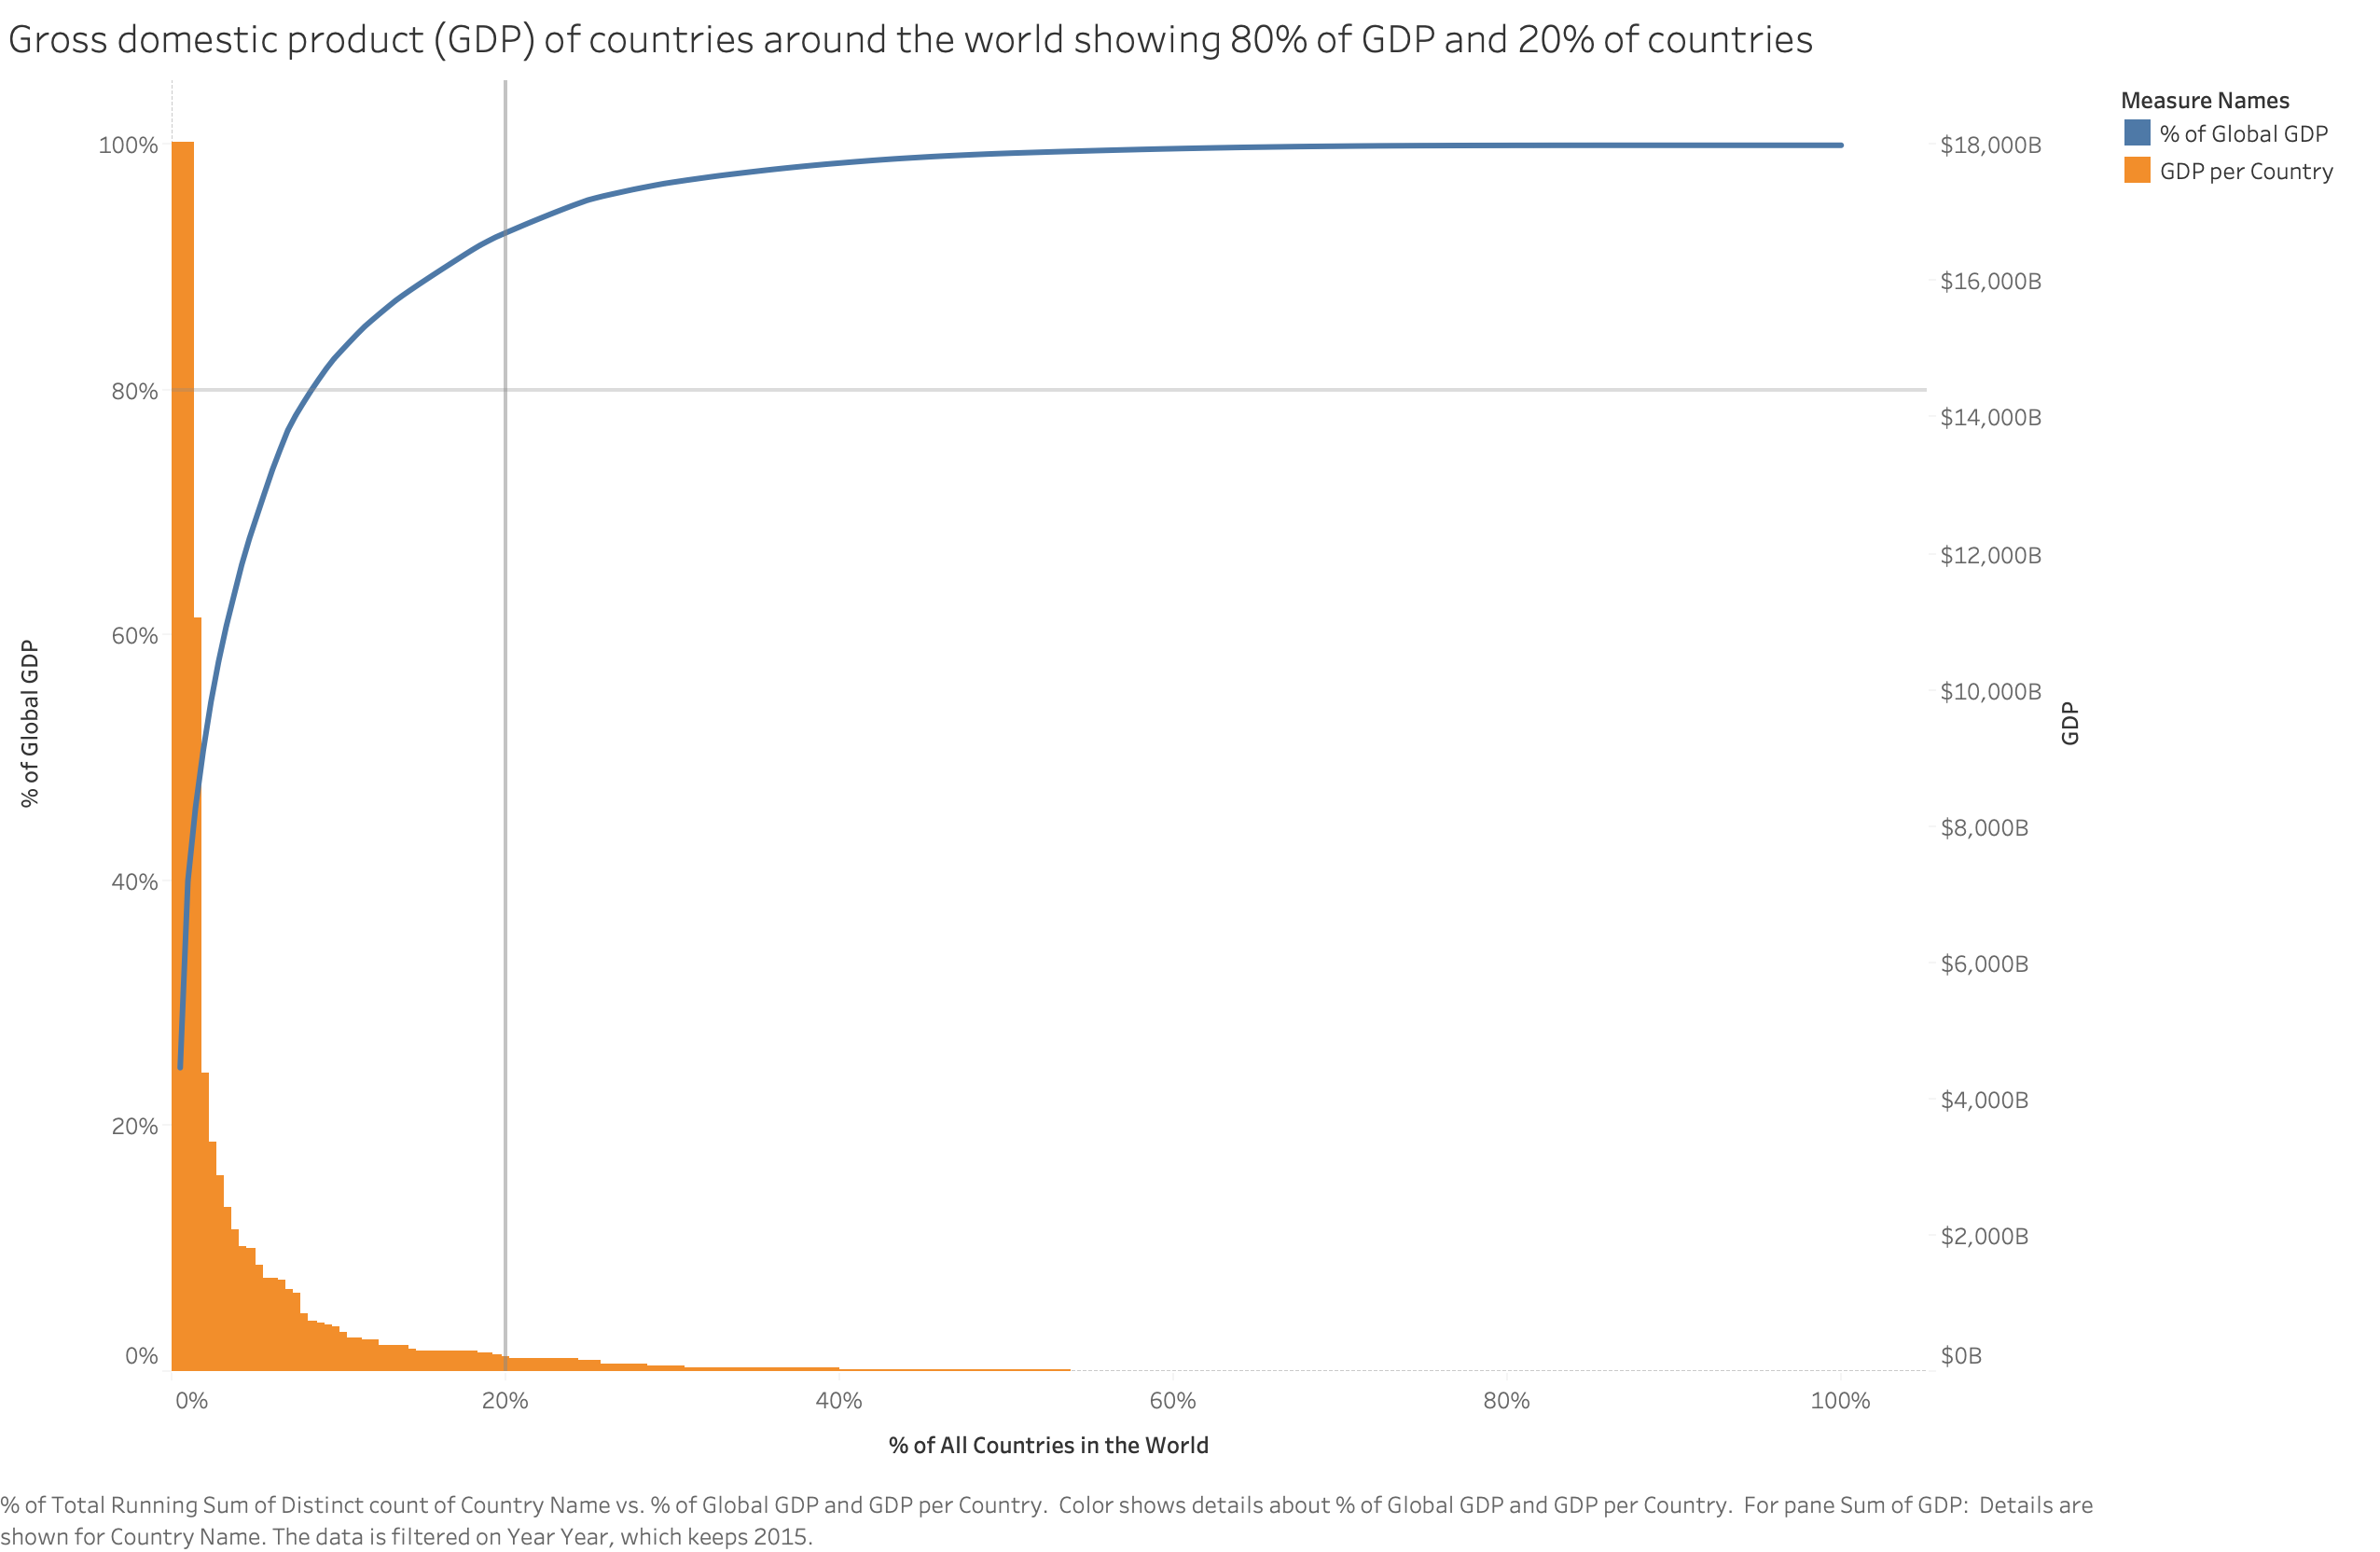 Gross domestic product (GDP) of countries around the world showing 80% of GDP and 20% of countries
Measure Names
% of Global GDP
GDP per Country
100%
80%
60%
40%
20%
0%
% of Global GDP
$18,000B
$16,000B
$14,000B
$12,000B
$10,000B
$8,000B
$6,000B
$4,000B
$2,000B
$0B
GDP
0%
20%
40%
60%
80%
100%
% of All Countries in the World
% of Total Running Sum of Distinct count of Country Name vs. % of Global GDP and GDP per Country.  Color shows details about % of Global GDP and GDP per Country.  For pane Sum of GDP:  Details are
shown for Country Name. The data is filtered on Year Year, which keeps 2015.